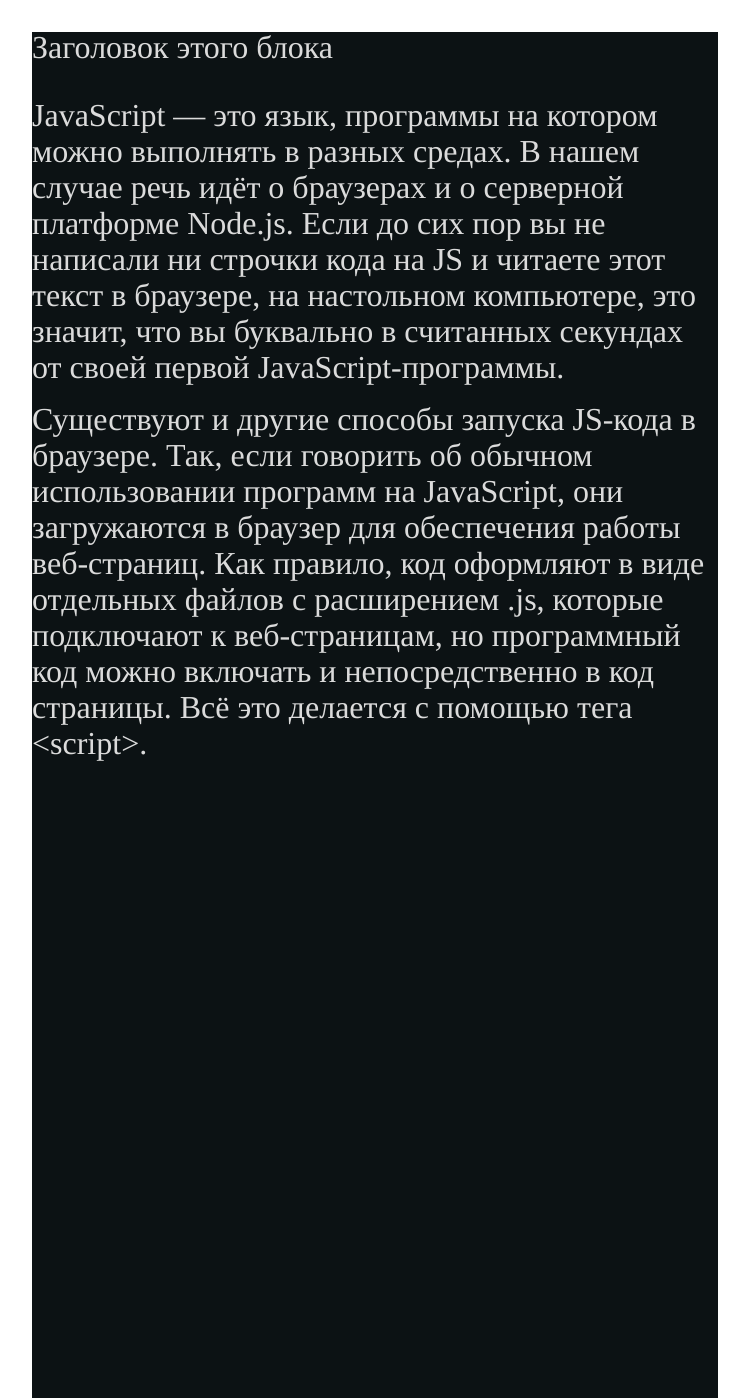 Заголовок этого блока
JavaScript — это язык, программы на котором
можно выполнять в разных средах. В нашем
случае речь идёт о браузерах и о серверной
платформе Node.js. Если до сих пор вы не
написали ни строчки кода на JS и читаете этот
текст в браузере, на настольном компьютере, это
значит, что вы буквально в считанных секундах
от своей первой JavaScript-программы.
Существуют и другие способы запуска JS-кода в
браузере. Так, если говорить об обычном
использовании программ на JavaScript, они
загружаются в браузер для обеспечения работы
веб-страниц. Как правило, код оформляют в виде
отдельных файлов с расширением .js, которые
подключают к веб-страницам, но программный
код можно включать и непосредственно в код
страницы. Всё это делается с помощью тега
&lt;script&gt;.